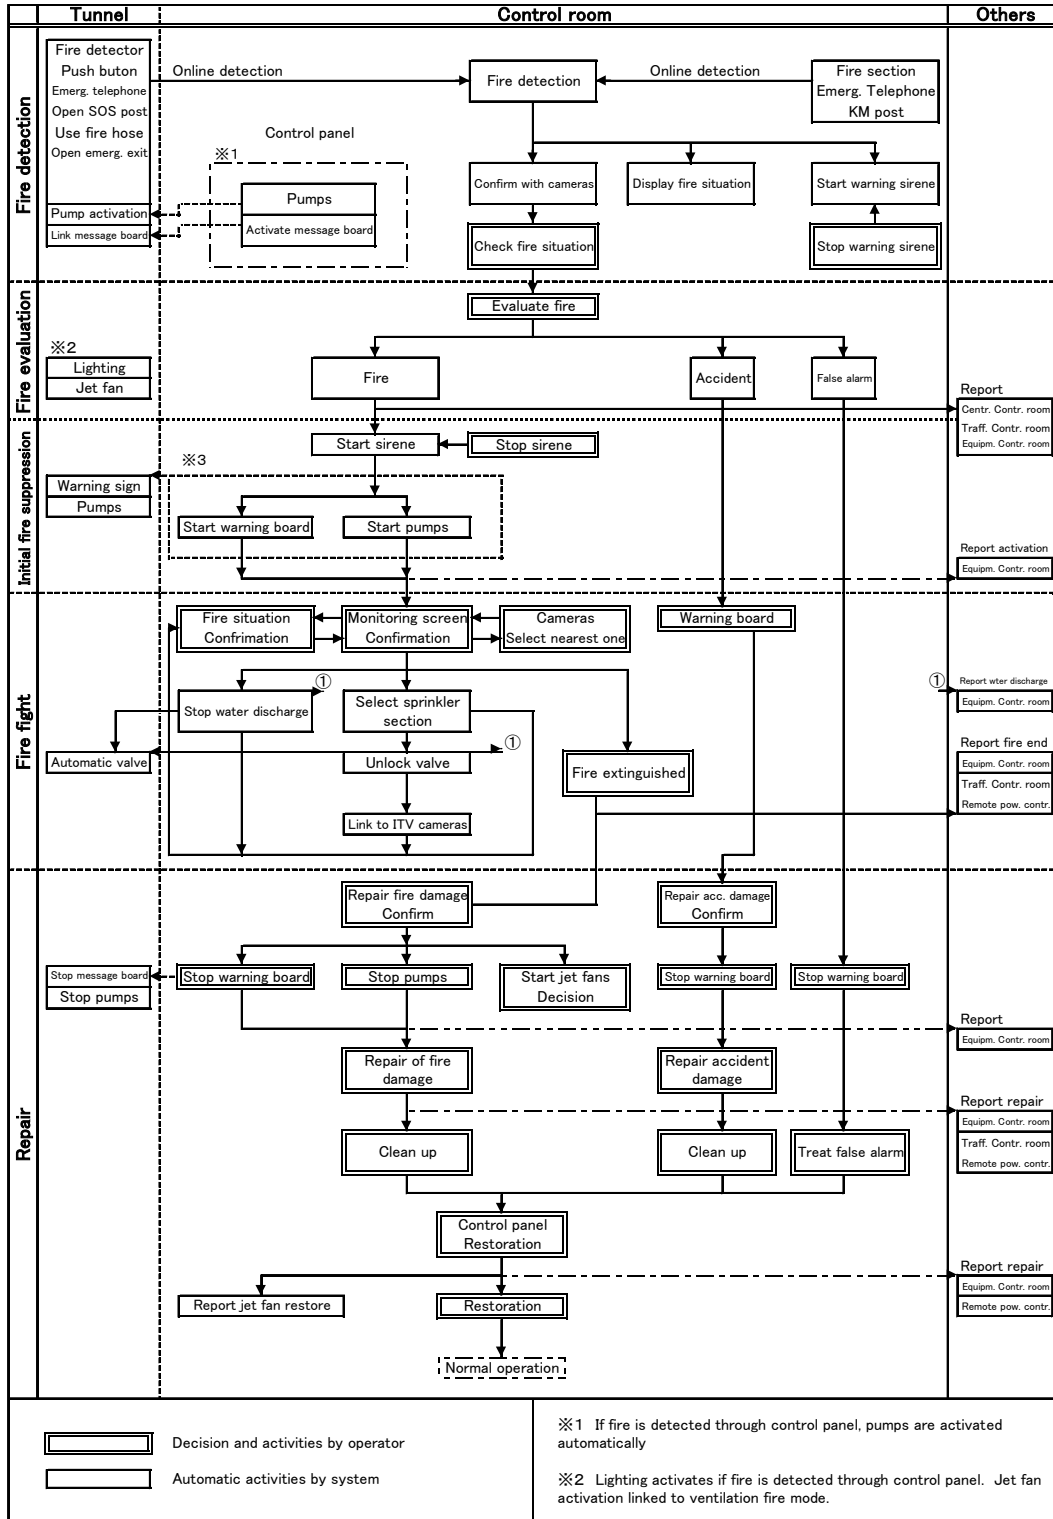 Tunnel
Control room
Others
Fire detection
Fire detector
Push buton
Emerg. telephone
Open SOS post
Use fire hose
Open emerg. exit
Pump activation
Link message board
Online detection
Fire detection
Online detection
Fire section
Emerg. Telephone
KM post
Control panel
※1
Pumps
Activate message board
Confirm with cameras
Display fire situation
Start warning sirene
Check fire situation
Stop warning sirene
Fire evaluation
Evaluate fire
※2
Lighting
Jet fan
Fire
Accident
False alarm
Report
Centr. Contr. room
Traff. Contr. room
Equipm. Contr. room
Initial fire suppression
Start sirene
Stop sirene
※3
Warning sign
Pumps
Start warning board
Start pumps
Report activation
Equipm. Contr. room
Fire fight
Fire situation
Confrimation
Monitoring screen
Confirmation
Cameras
Select nearest one
Warning board
①
Stop water discharge
Select sprinkler
section
①
Report wter discharge
Equipm. Contr. room
Automatic valve
Unlock valve
①
Fire extinguished
Report fire end
Equipm. Contr. room
Traff. Contr. room
Remote pow. contr.
Link to ITV cameras
Repair
Repair fire damage
Confirm
Repair acc. damage
Confirm
Stop message board
Stop pumps
Stop warning board
Stop pumps
Start jet fans
Decision
Stop warning board
Stop warning board
Report
Equipm. Contr. room
Repair of fire
damage
Repair accident
damage
Report repair
Equipm. Contr. room
Traff. Contr. room
Remote pow. contr.
Clean up
Clean up
Treat false alarm
Control panel
Restoration
Report repair
Equipm. Contr. room
Remote pow. contr.
Report jet fan restore
Restoration
Normal operation
Decision and activities by operator
Automatic activities by system
※1 If fire is detected through control panel, pumps are activated
automatically
※2 Lighting activates if fire is detected through control panel. Jet fan
activation linked to ventilation fire mode.